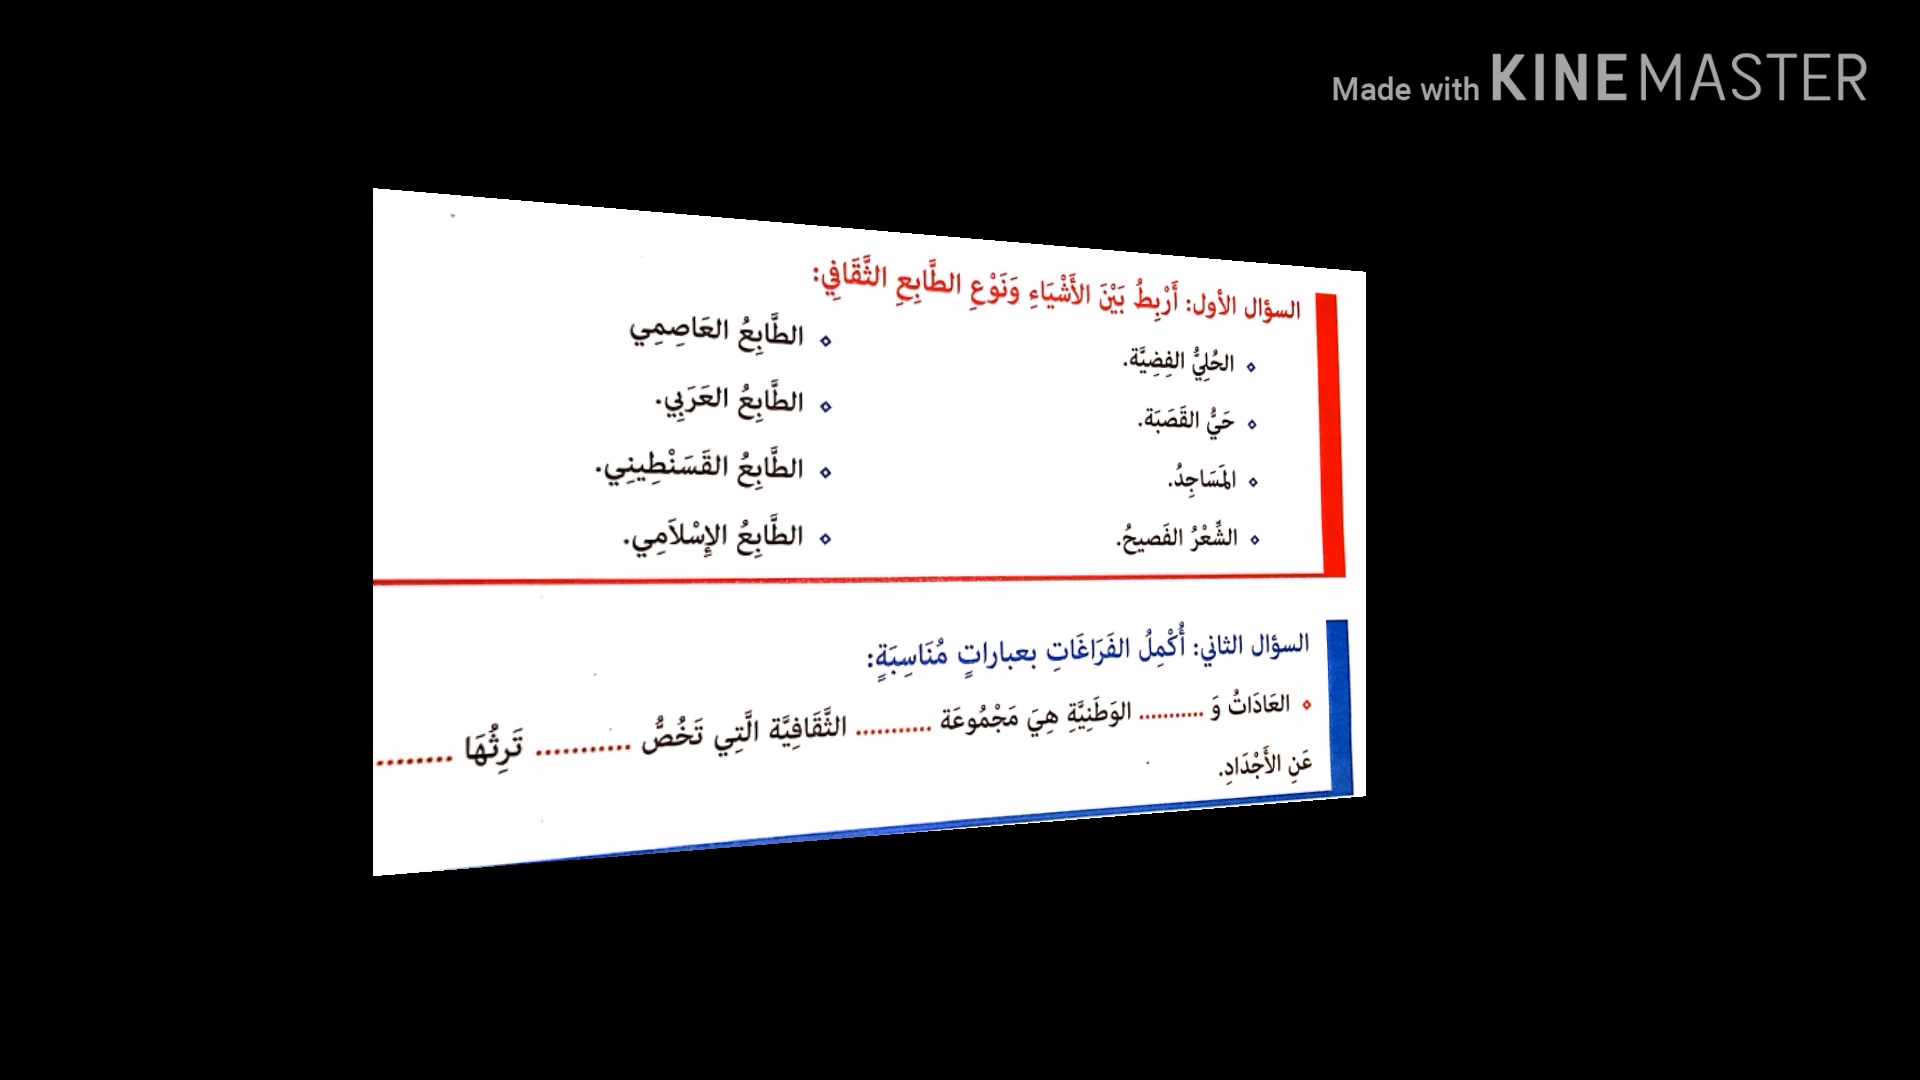 Made with KINEMASTER
السؤال الأول: أَرْبِطُ بَيْنَ الأَشْيَاءِ وَنَوْعِ الطَّابِعِ الثَّقَافِي:
الحُلِيُّ الفِضِيَّة. الطَّابِعُ العَاصِمِي
حَيُّ القَصَبَة. الطَّابِعُ العَرَبِي.
المَسَاجِدُ. الطَّابِعُ القَسَنْطِينِي.
الشِّعْرُ الفَصيحُ. الطَّابِعُ الإِسْلاَمِي.
السؤال الثاني: أُكْمِلُ الفَرَاغَاتِ بعباراتٍ مُنَاسِبَةٍ:
العَادَاتُ وَ ........... الوَطَنِيَّةِ هِيَ مَجْمُوعَة ........... الثَّقَافِيَّة الَّتِي تَخُصُّ ........... تَرِثُهَا ........
عَنِ الأَجْدَادِ.